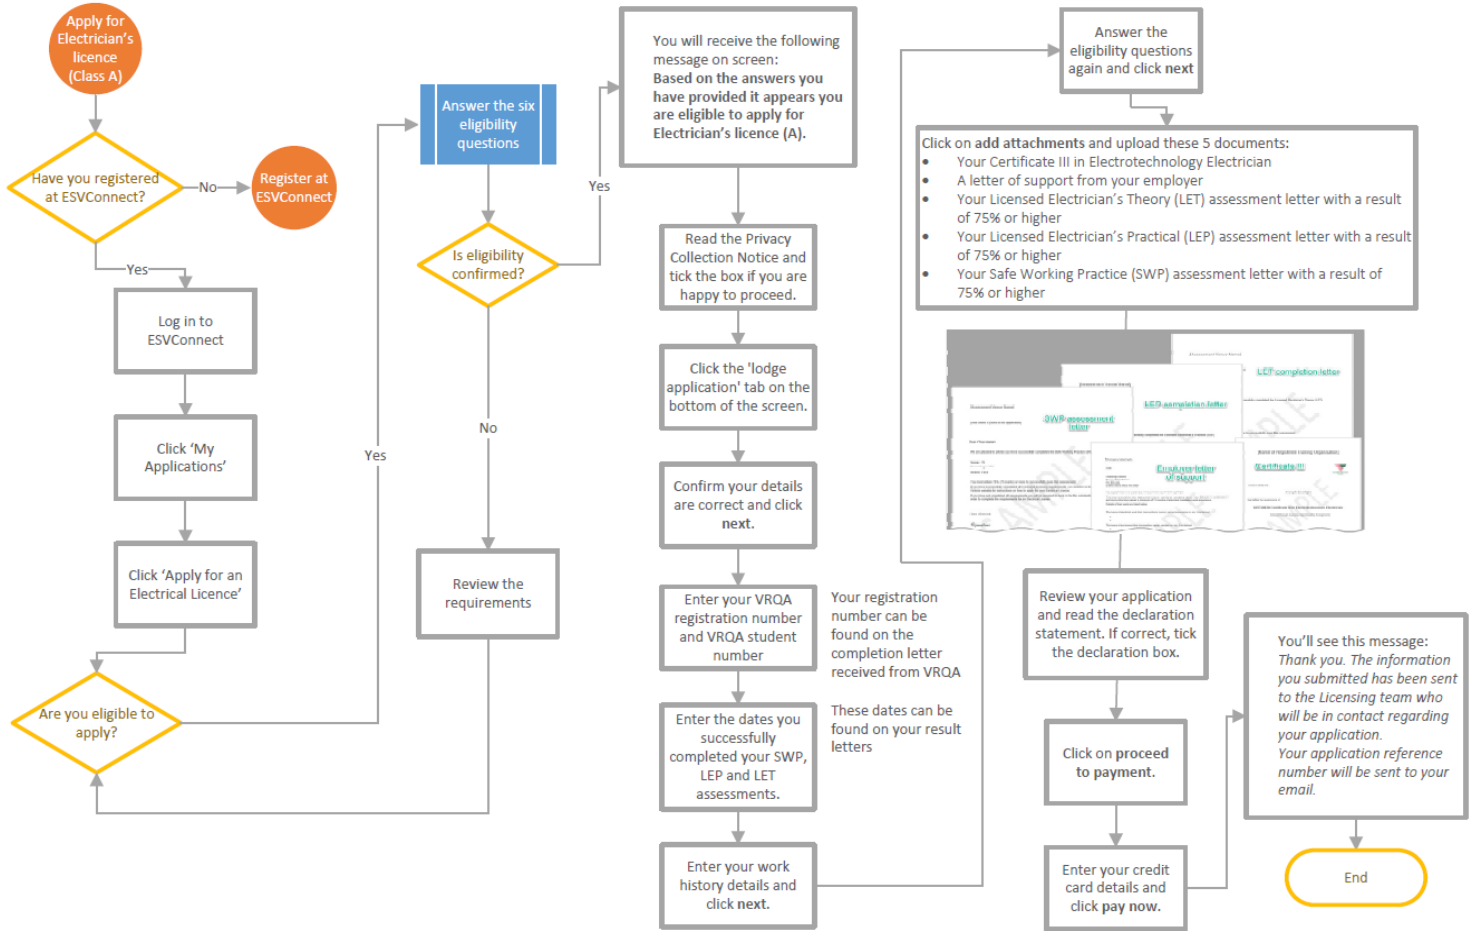 Apply for
Electrician's
licence
(Class A)
Have you registered
at ESVConnect?
No
Register at
ESVConnect
Yes
Log in to
ESVConnect
Click 'My
Applications'
Click 'Apply for an
Electrical Licence'
Are you eligible to
apply?
Yes
Answer the six
eligibility
questions
Is eligibility
confirmed?
Yes
No
Review the
requirements
You will receive the following
message on screen:
Based on the answers you
have provided it appears you
are eligible to apply for
Electrician's licence (A).
Read the Privacy
Collection Notice and
tick the box if you are
happy to proceed.
Click the 'lodge
application' tab on the
bottom of the screen.
Confirm your details
are correct and click
next.
Enter your VRQA
registration number
and VRQA student
number
Your registration
number can be
found on the
completion letter
received from VRQA
Enter the dates you
successfully
completed your SWP,
LEP and LET
assessments.
These dates can be
found on your result
letters
Enter your work
history details and
click next.
Answer the
eligibility questions
again and click next
Click on add attachments and upload these 5 documents:
• Your Certificate III in Electrotechnology Electrician
• A letter of support from your employer
• Your Licensed Electrician's Theory (LET) assessment letter with a result
of 75% or higher
• Your Licensed Electrician's Practical (LEP) assessment letter with a result
of 75% or higher
• Your Safe Working Practice (SWP) assessment letter with a result of
75% or higher
LET completion letter
LEP completion letter
SWP assessment
letter
Employer letter
of support
Certificate III
Review your application
and read the declaration
statement. If correct, tick
the declaration box.
Click on proceed
to payment.
Enter your credit
card details and
click pay now.
You'll see this message:
Thank you. The information
you submitted has been sent
to the Licensing team who
will be in contact regarding
your application.
Your application reference
number will be sent to your
email.
End